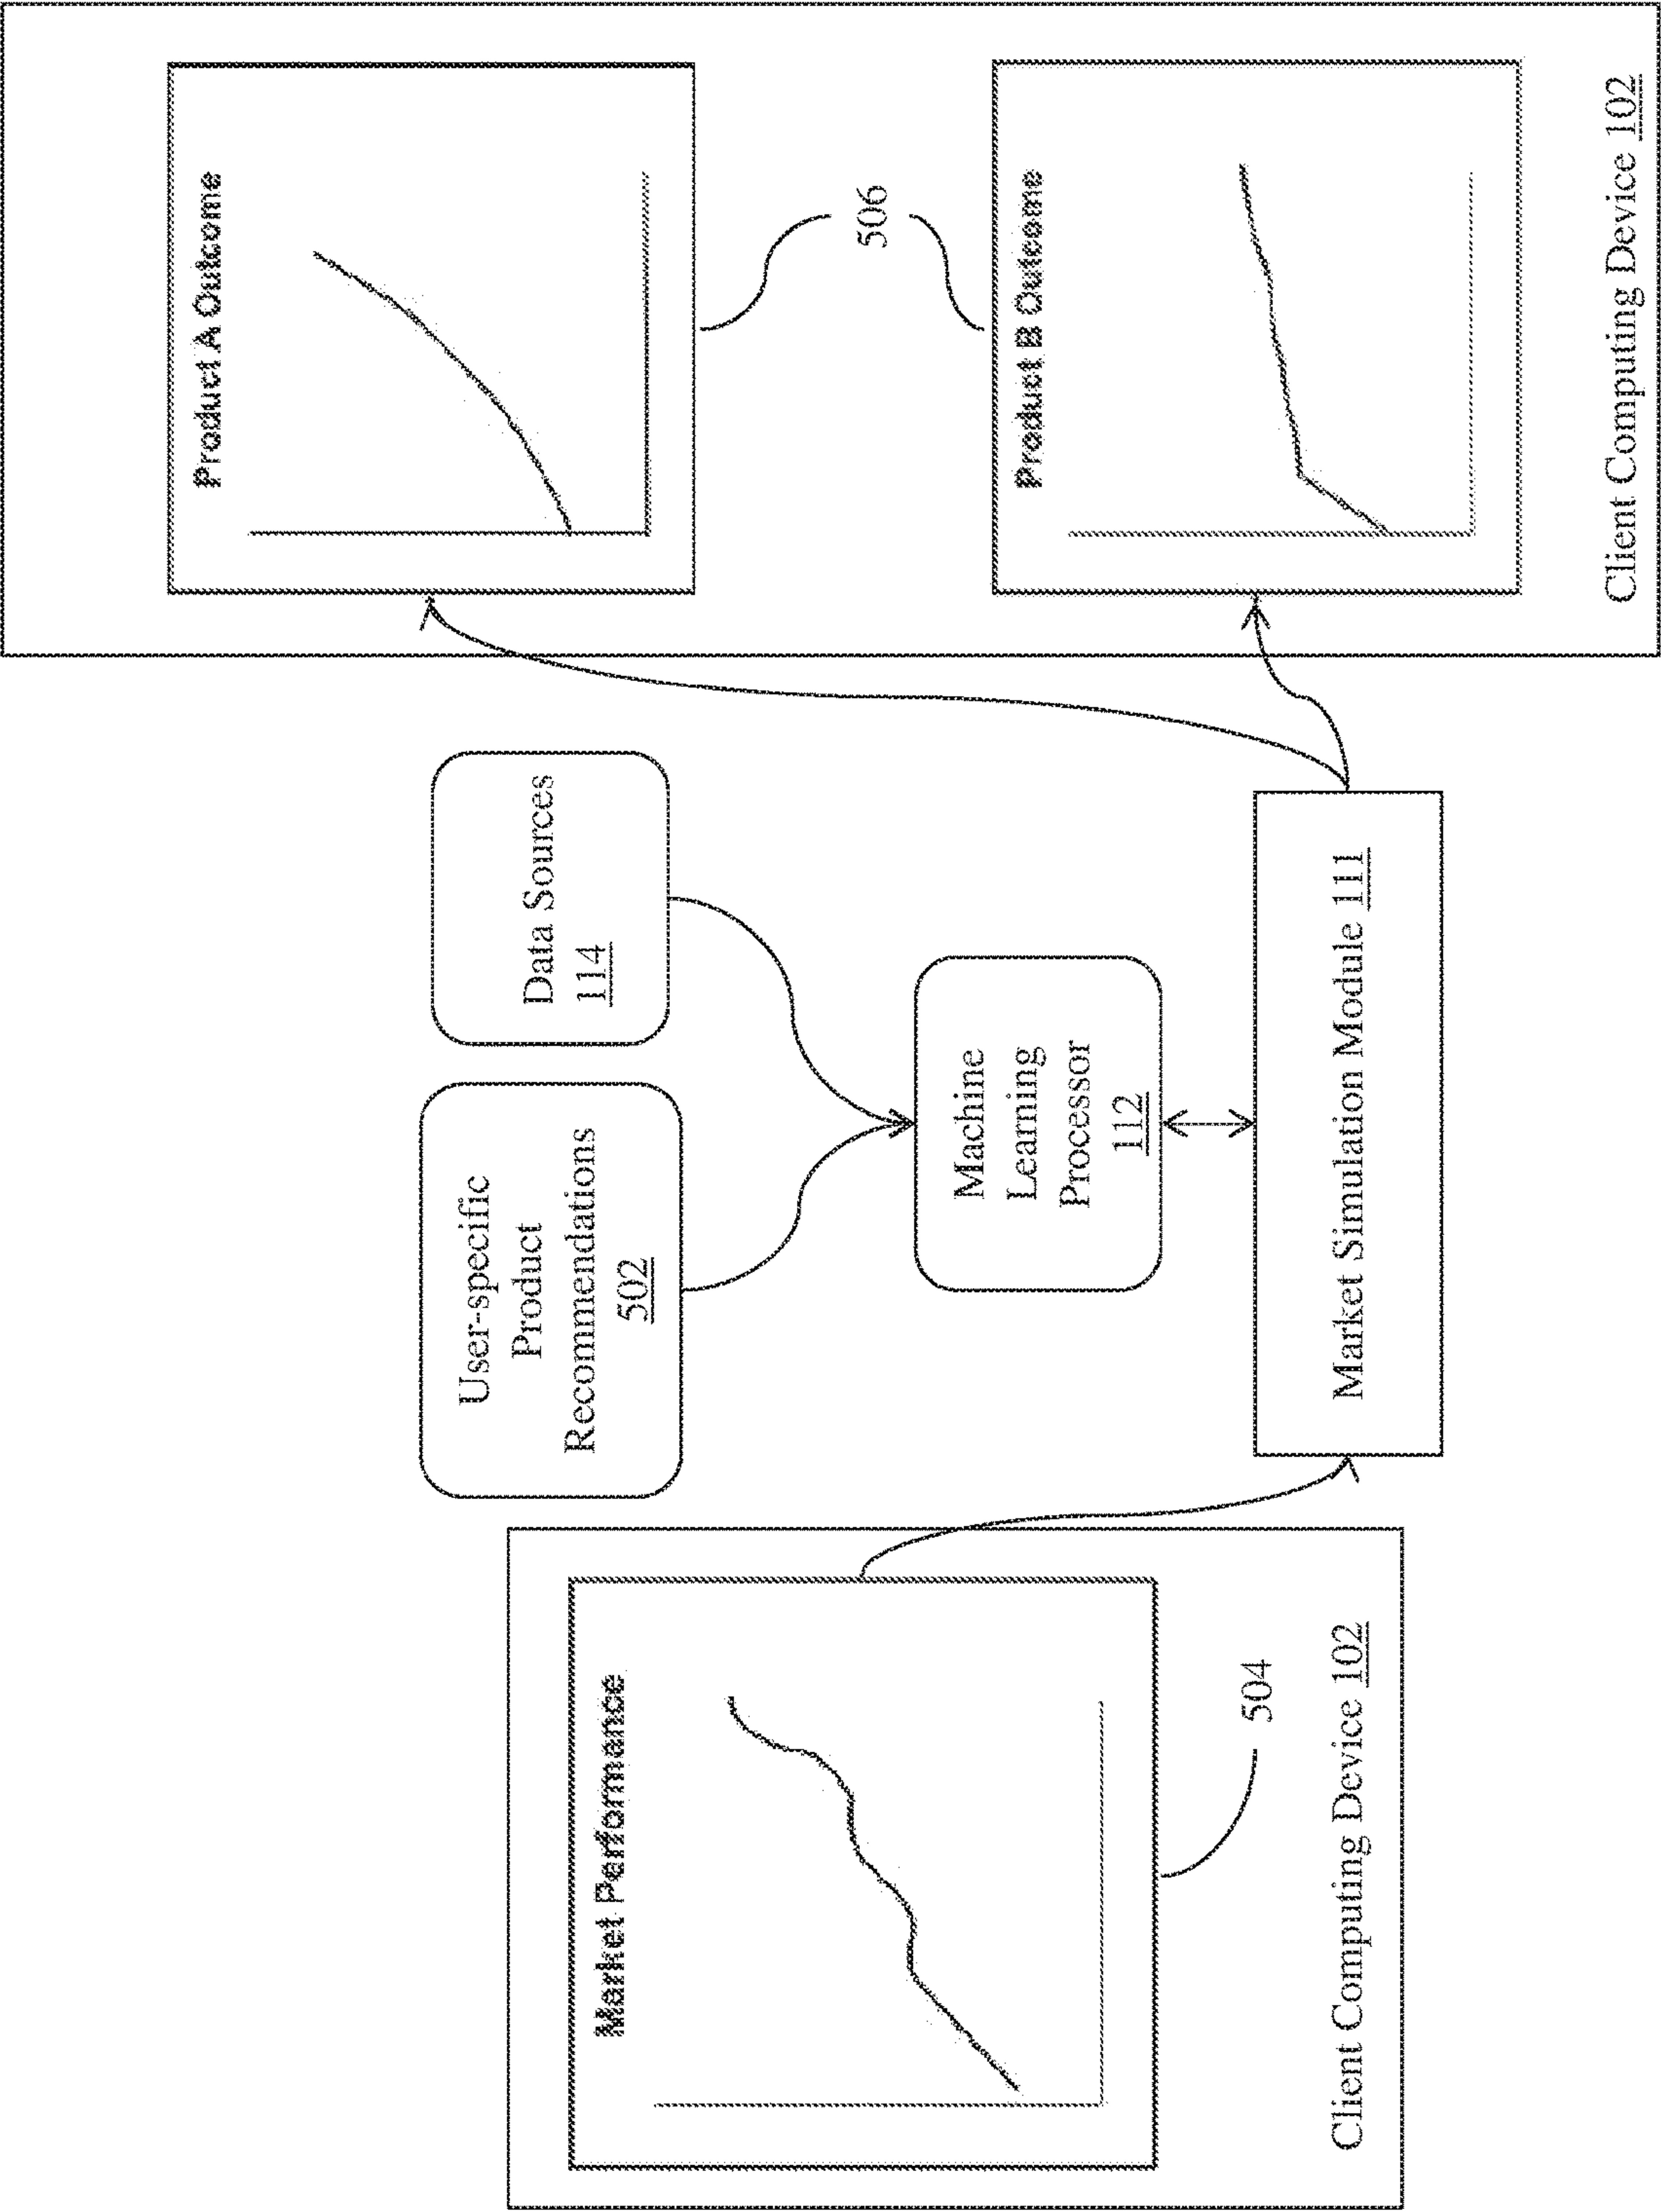 Market Performance
504
Client Computing Device 102
User-specific
Product
Recommendations
502
Data Sources
114
Machine
Learning
Processor
112
Market Simulation Module 111
Product A Outcome
506
Product B Outcome
Client Computing Device 102